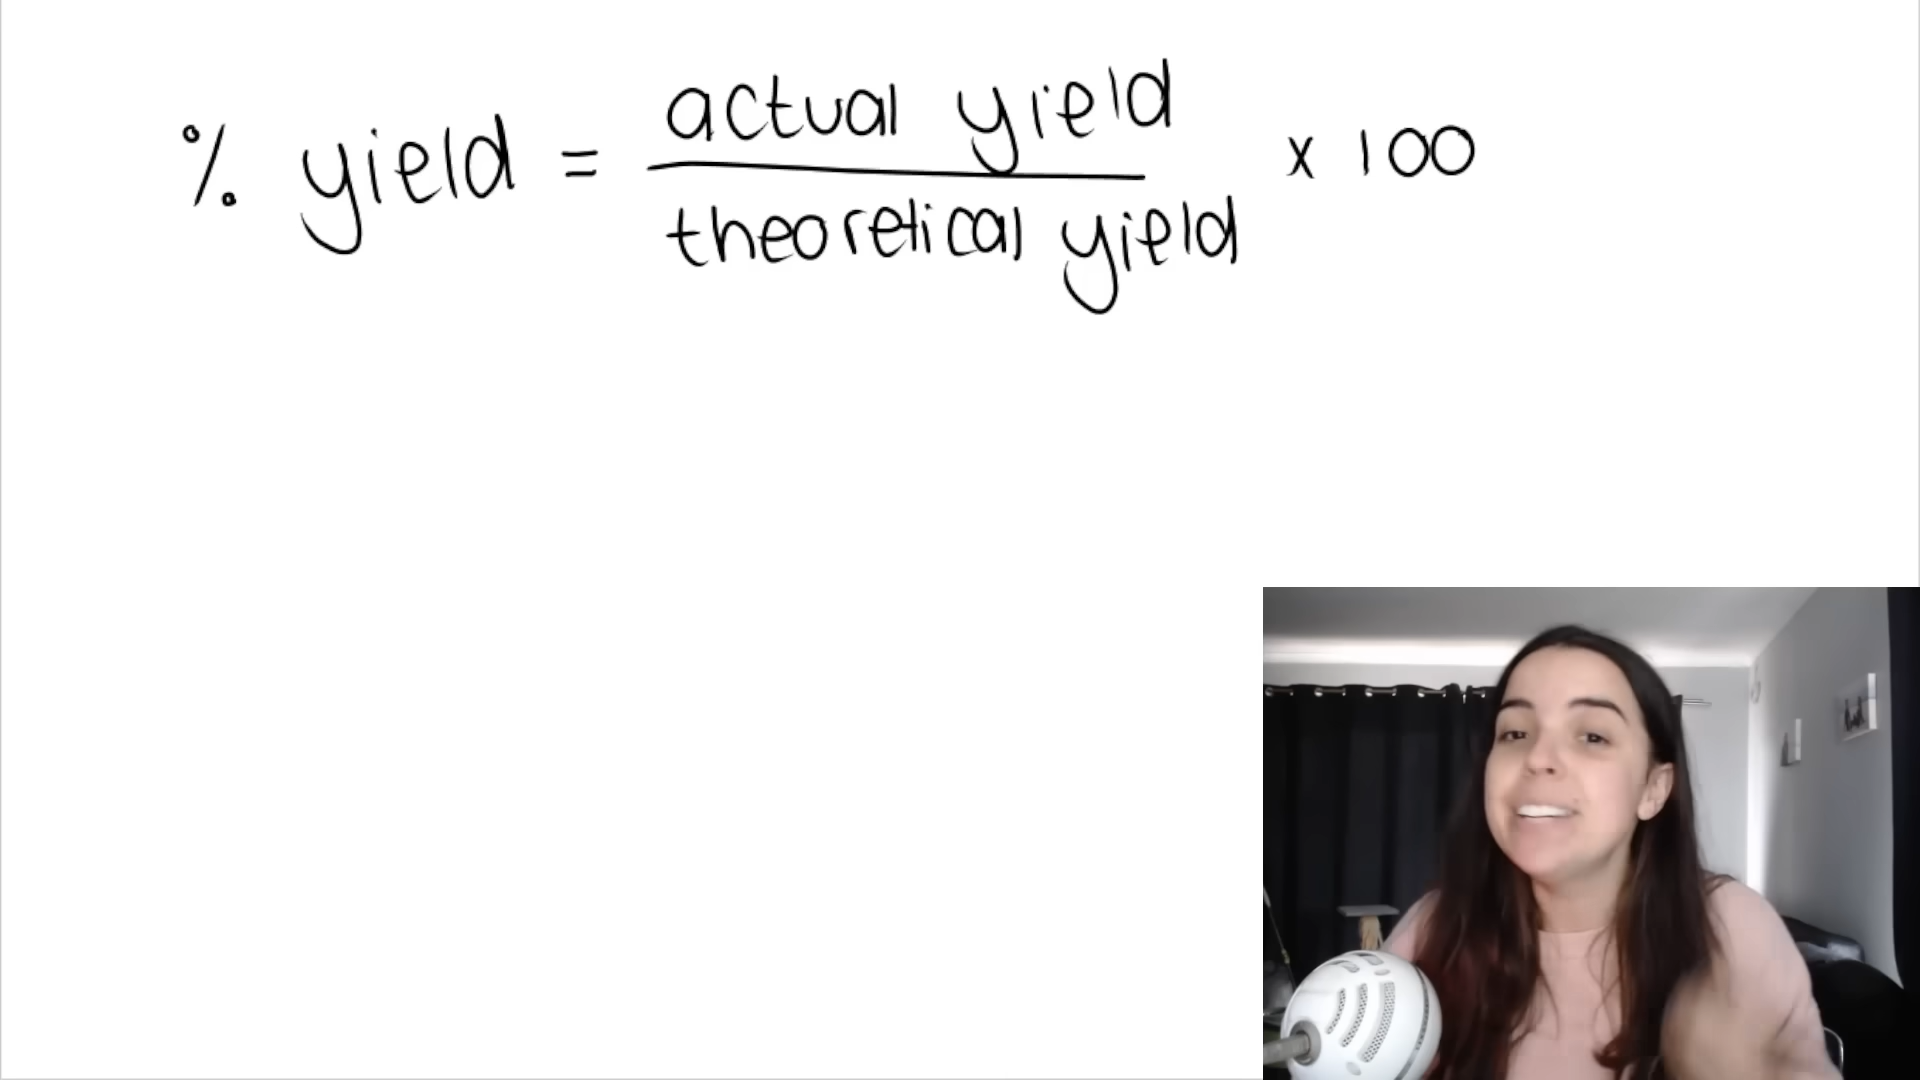 actual yield
% yield = x 100
theoretical yield